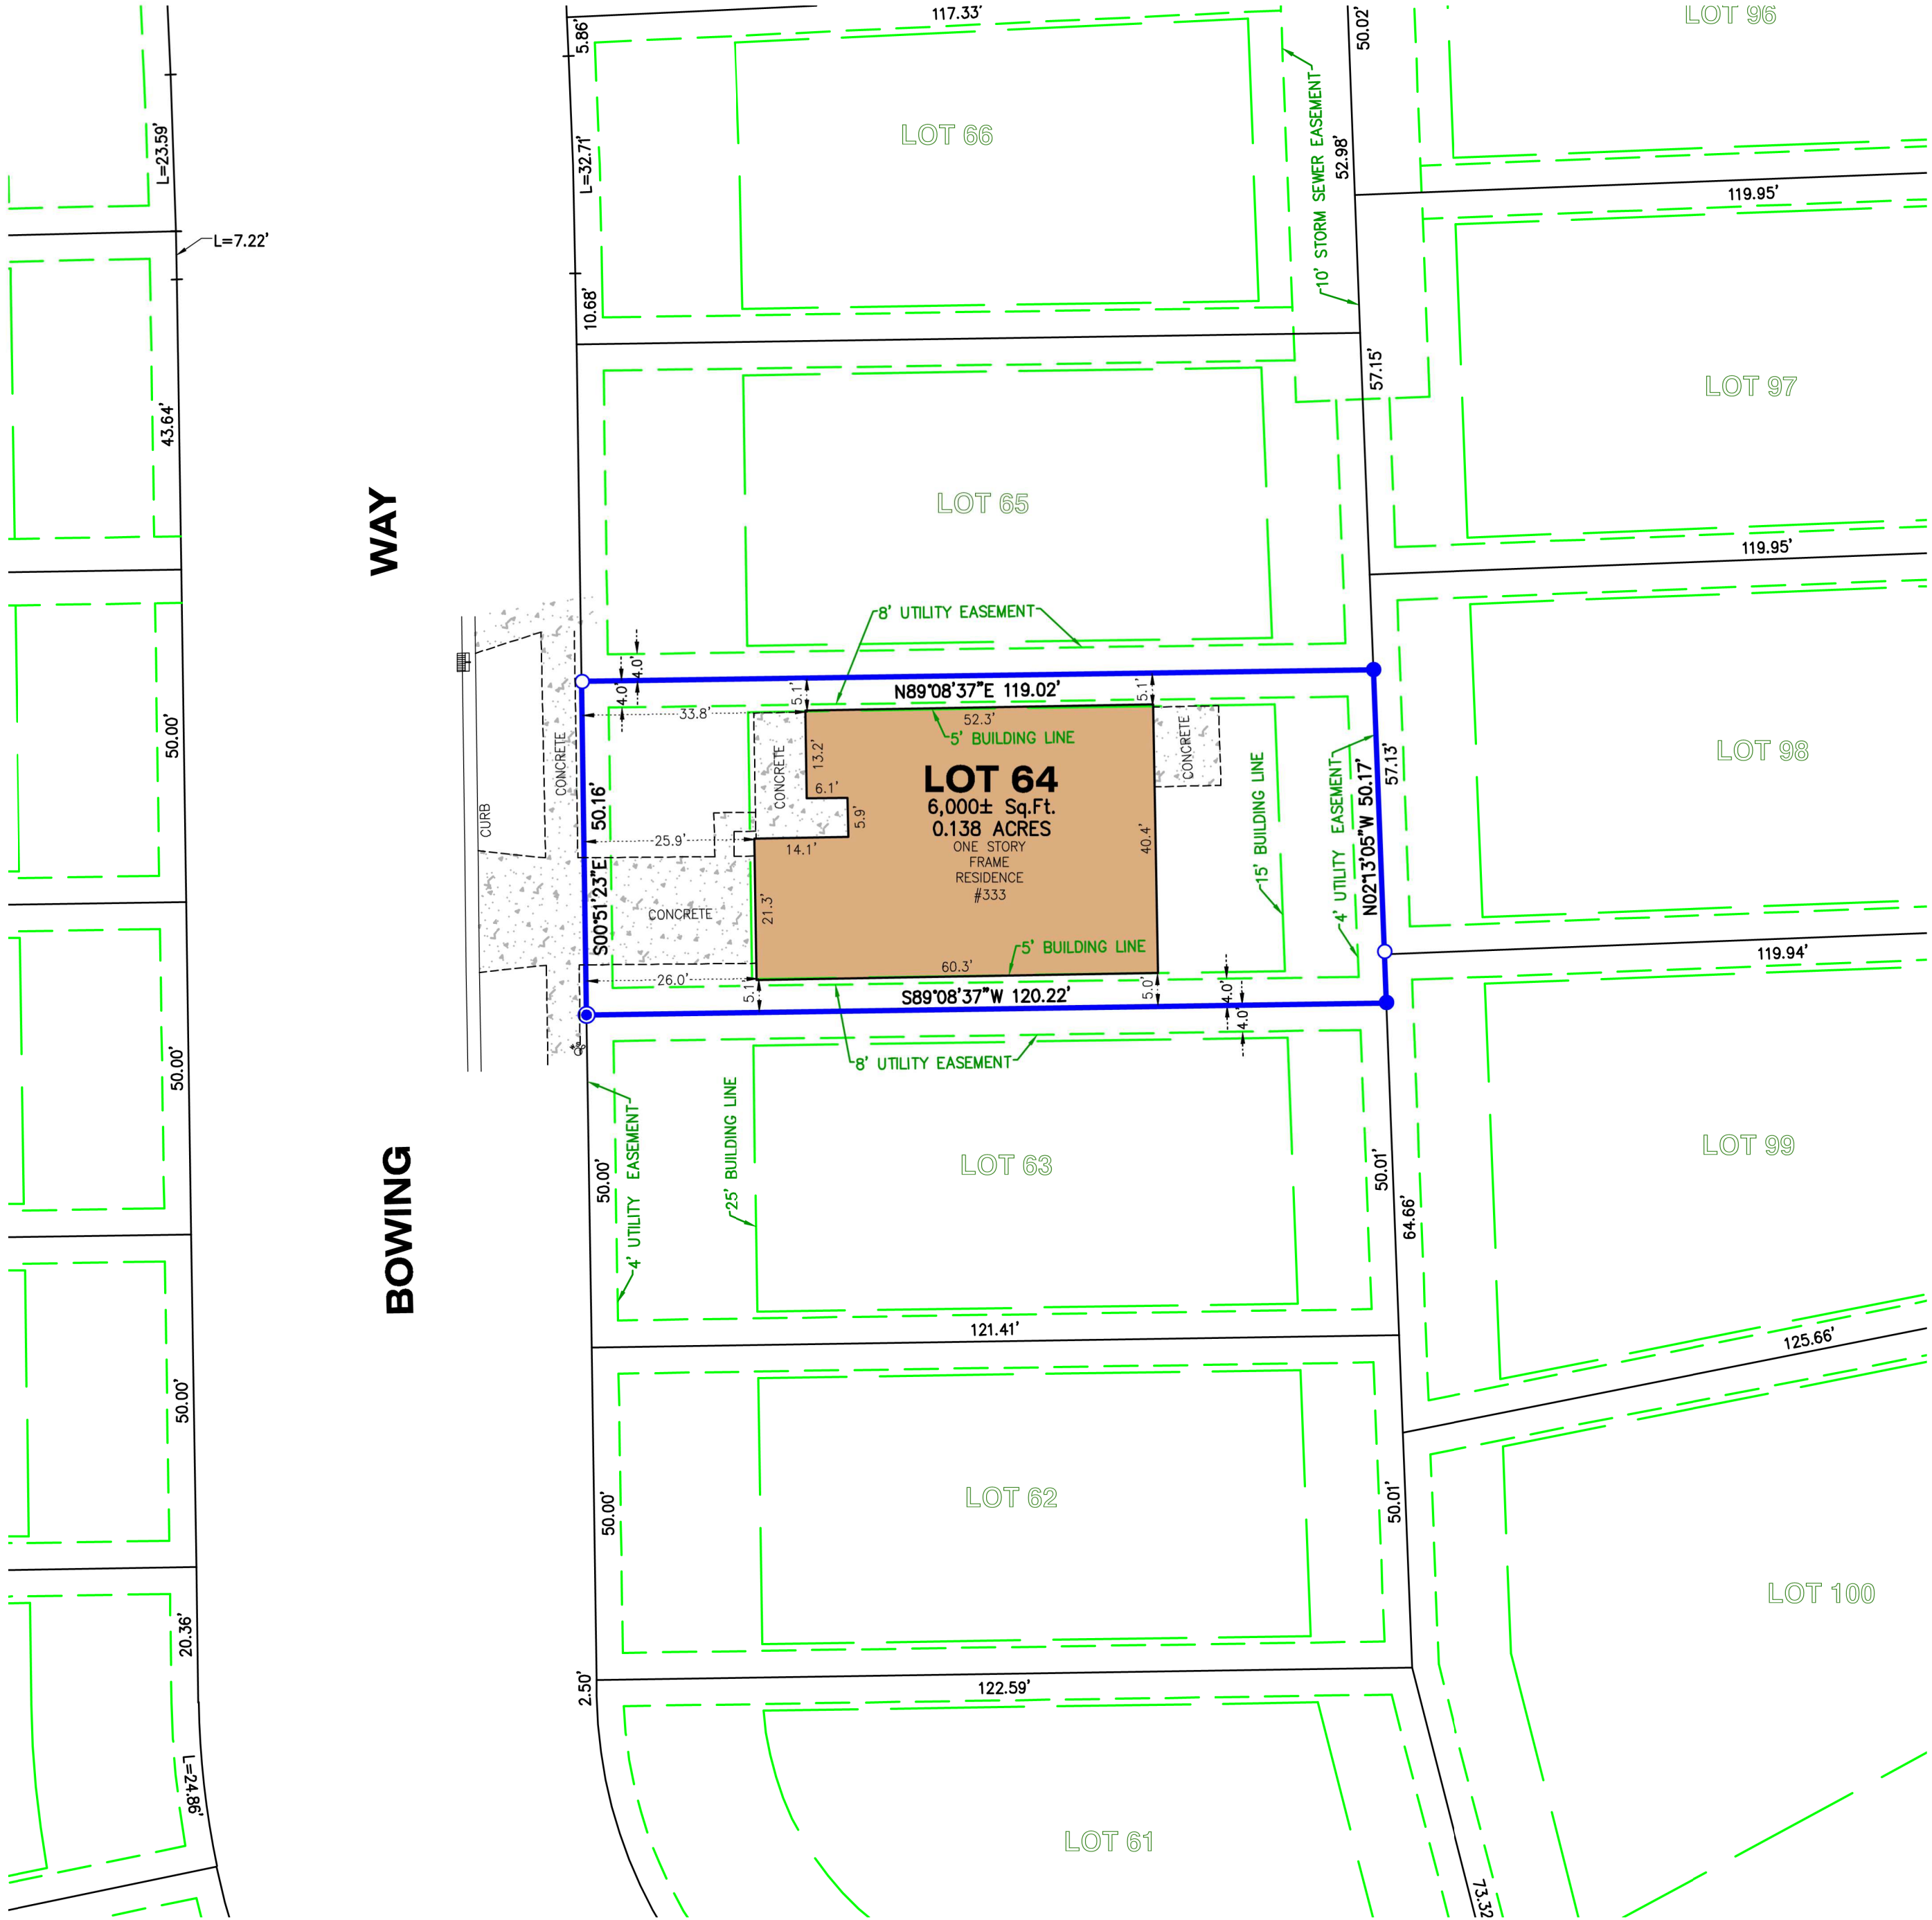 117.33'
5.86'
50.02'
LOT 96
L=23.59'
L=32.71'
LOT 66
10' STORM SEWER EASEMENT
52.98'
119.95'
L=7.22'
10.68'
57.15'
LOT 97
43.64'
WAY
LOT 65
119.95'
8' UTILITY EASEMENT
4.0'
4.0'
5.1'
N89°08'37"E 119.02'
5.1'
33.8'
52.3'
5' BUILDING LINE
50.00'
CONCRETE
CONCRETE
13.2'
CONCRETE
LOT 64
6,000± Sq.Ft.
0.138 ACRES
ONE STORY
FRAME
RESIDENCE
#333
6.1'
5.9'
14.1'
25.9'
CURB
40.4'
15' BUILDING LINE
4' UTILITY EASEMENT
N02°13'05"W 50.17'
57.13'
LOT 98
S00°51'23"E 50.16'
CONCRETE
21.3'
5' BUILDING LINE
60.3'
26.0'
5.1'
S89°08'37"W 120.22'
5.0'
4.0'
4.0'
119.94'
8' UTILITY EASEMENT
50.00'
BOWING
4' UTILITY EASEMENT
50.00'
25' BUILDING LINE
LOT 63
50.01'
64.66'
LOT 99
121.41'
125.66'
50.00'
50.00'
LOT 62
50.01'
LOT 100
20.36'
2.50'
122.59'
L=24.86'
LOT 61
73.32